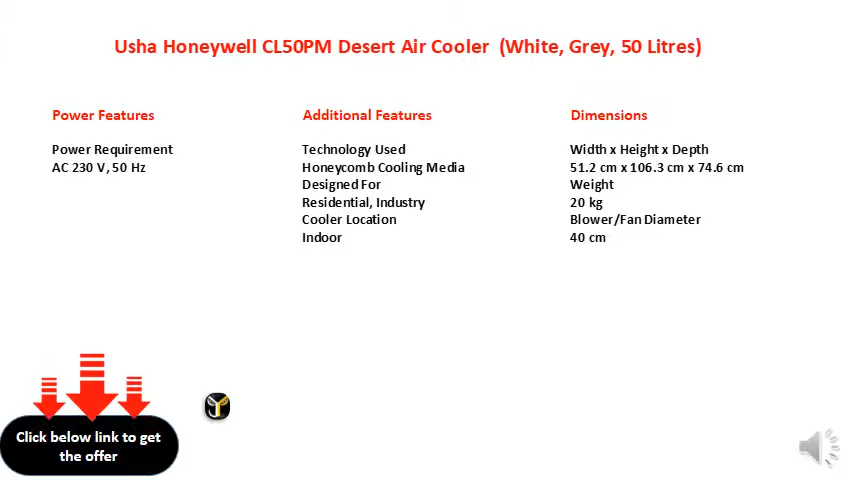 Usha Honeywell CL50PM Desert Air Cooler (White, Grey, 50 Litres)
Power Features
Power Requirement
AC 230 V, 50 Hz
Additional Features
Technology Used
Honeycomb Cooling Media
Designed For
Residential, Industry
Cooler Location
Indoor
Dimensions
Width x Height x Depth
51.2 cm x 106.3 cm x 74.6 cm
Weight
20 kg
Blower/Fan Diameter
40 cm
Click below link to get
the offer